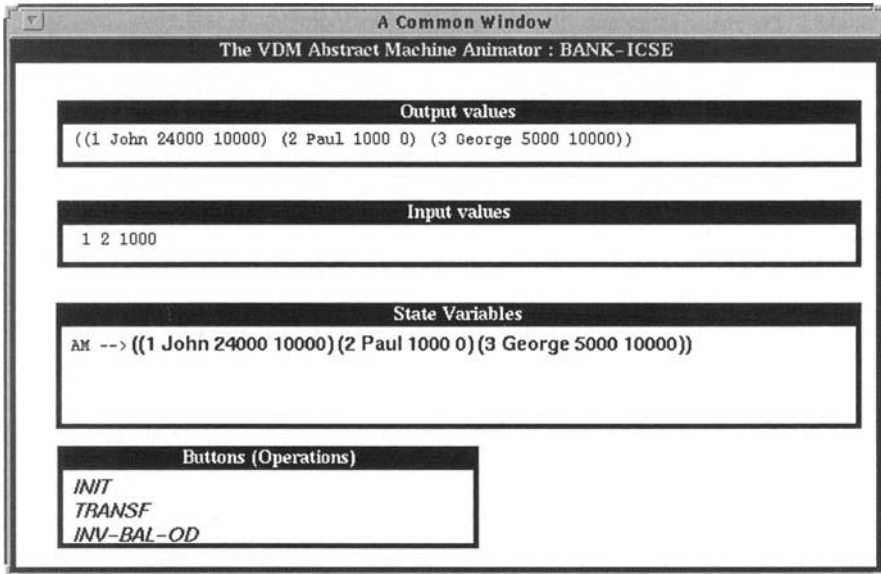 A Common Window
The VDM Abstract Machine Animator : BANK-ICSE
Output values
((1 John 24000 10000) (2 Paul 1000 0) (3 George 5000 10000))
Input values
1 2 1000
State Variables
AM --> ((1 John 24000 10000)(2 Paul 1000 0)(3 George 5000 10000))
Buttons (Operations)
INIT
TRANSF
INV-BAL-OD